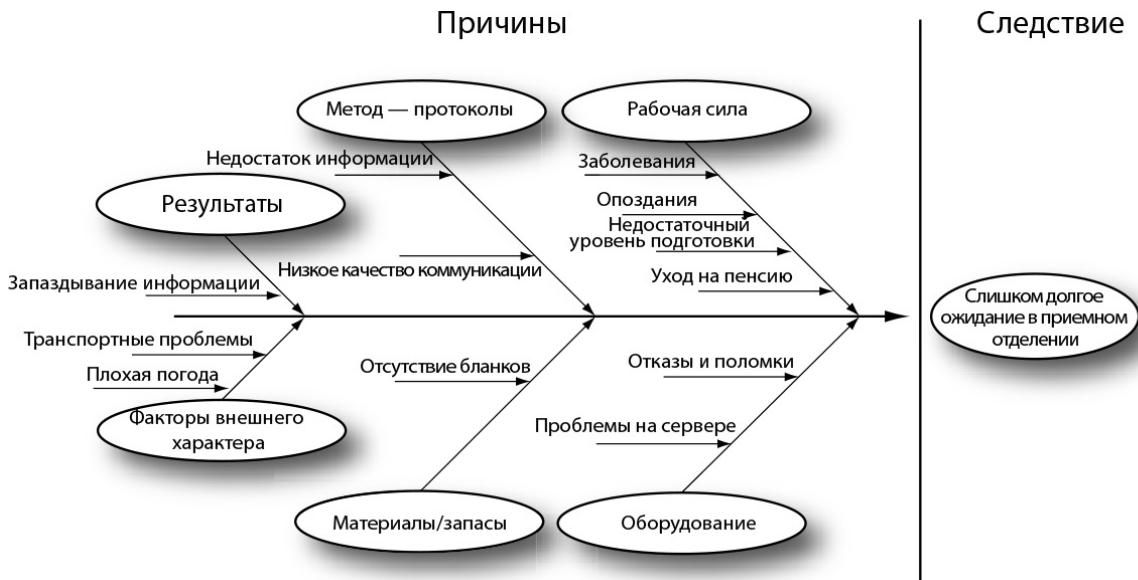 Причины
Следствие
Метод — протоколы
Рабочая сила
Недостаток информации
Заболевания
Результаты
Опоздания
Недостаточный
уровень подготовки
Низкое качество коммуникации
Уход на пенсию
Запаздывание информации
Слишком долгое
ожидание в приемном
отделении
Транспортные проблемы
Отсутствие бланков
Отказы и поломки
Плохая погода
Факторы внешнего
характера
Проблемы на сервере
Материалы/запасы
Оборудование